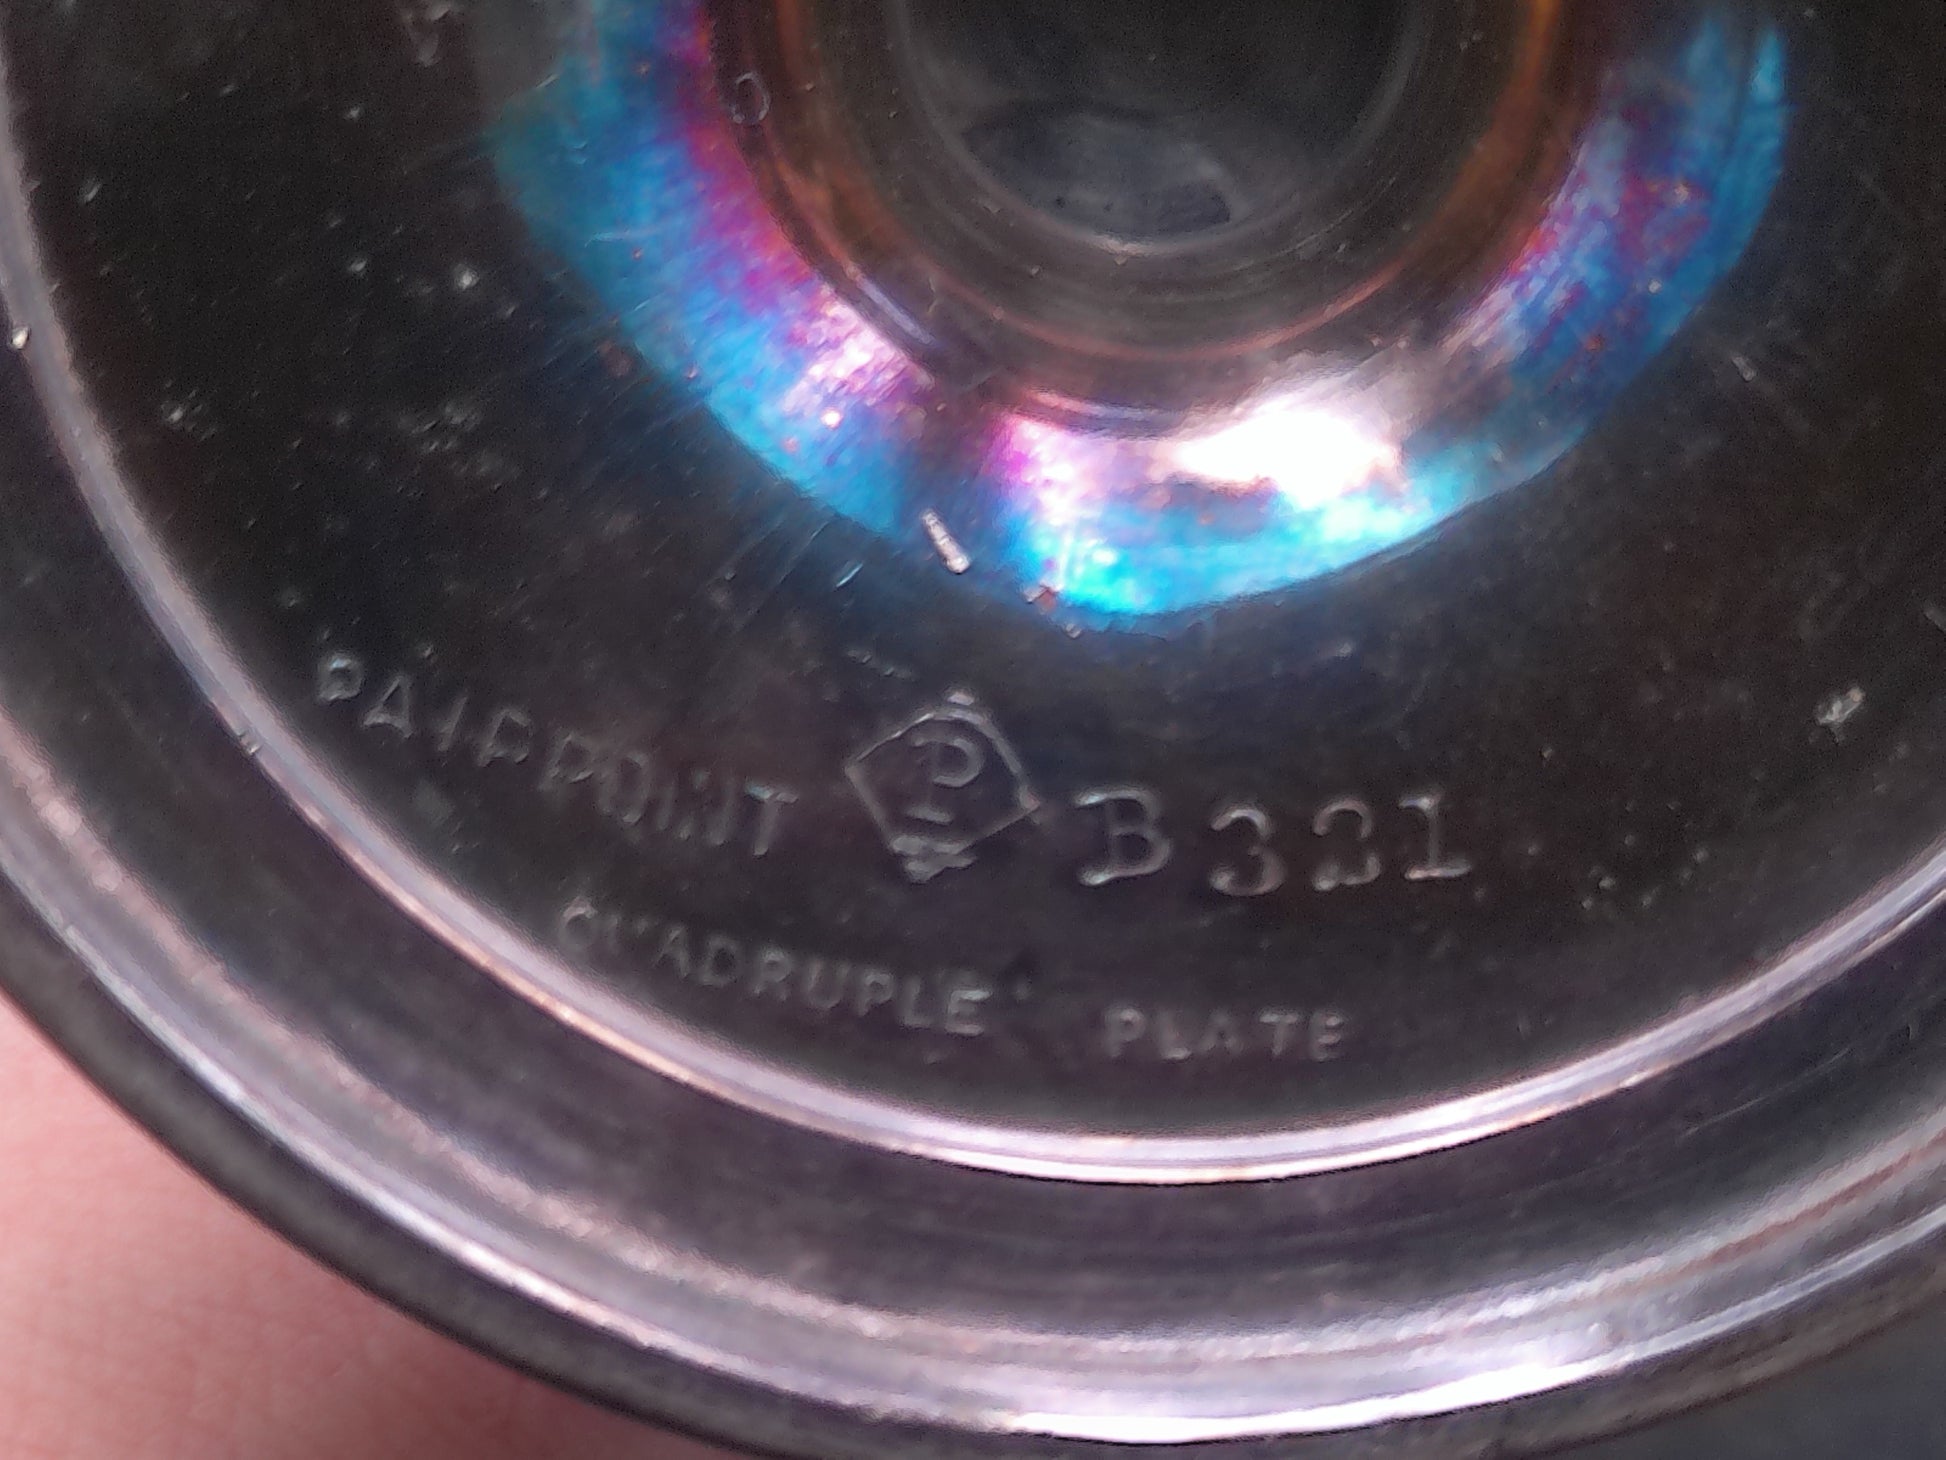 PAIRPOINT P B321
QUADRUPLE PLATE